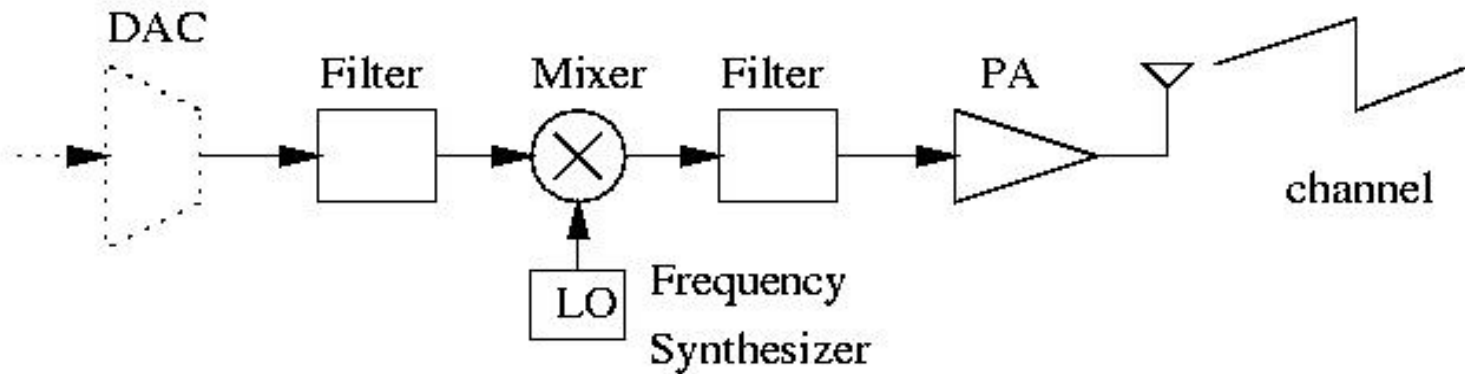 DAC
Filter
Mixer
Filter
PA
channel
LO
Frequency
Synthesizer